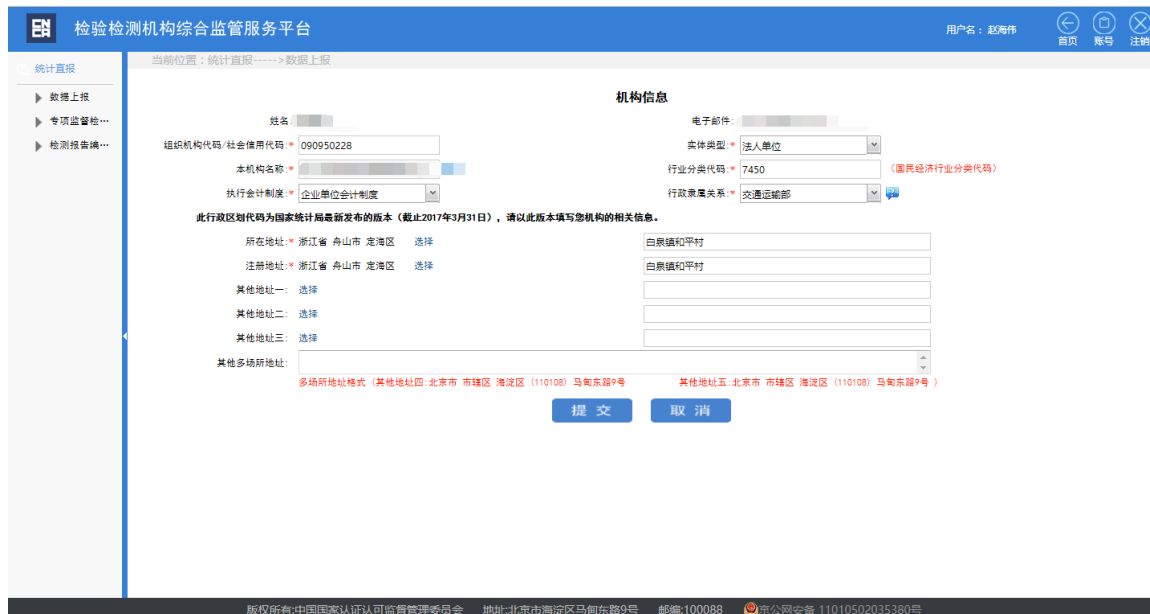 检验检测机构综合监管服务平台
用户名： 赵海伟
首页 账号 注销
统计直报
数据上报
专项监督检…
检测报告编…
当前位置：统计直报----->数据上报
机构信息
姓名: 电子邮件:
组织机构代码/社会信用代码:* 090950228 实体类型:* 法人单位
本机构名称:* 行业分类代码:* 7450 （国民经济行业分类代码）
执行会计制度:* 企业单位会计制度 行政隶属关系:* 交通运输部
此行政区划代码为国家统计局最新发布的版本（截止2017年3月31日），请以此版本填写您机构的相关信息。
所在地址:* 浙江省 舟山市 定海区 选择 白泉镇和平村
注册地址:* 浙江省 舟山市 定海区 选择 白泉镇和平村
其他地址一: 选择
其他地址二: 选择
其他地址三: 选择
其他多场所地址:
多场所地址格式（其他地址四:北京市 市辖区 海淀区（110108）马甸东路9号 其他地址五:北京市 市辖区 海淀区（110108）马甸东路9号 ）
提 交 取 消
版权所有:中国国家认证认可监督管理委员会 地址:北京市海淀区马甸东路9号 邮编:100088 京公网安备 11010502035380号